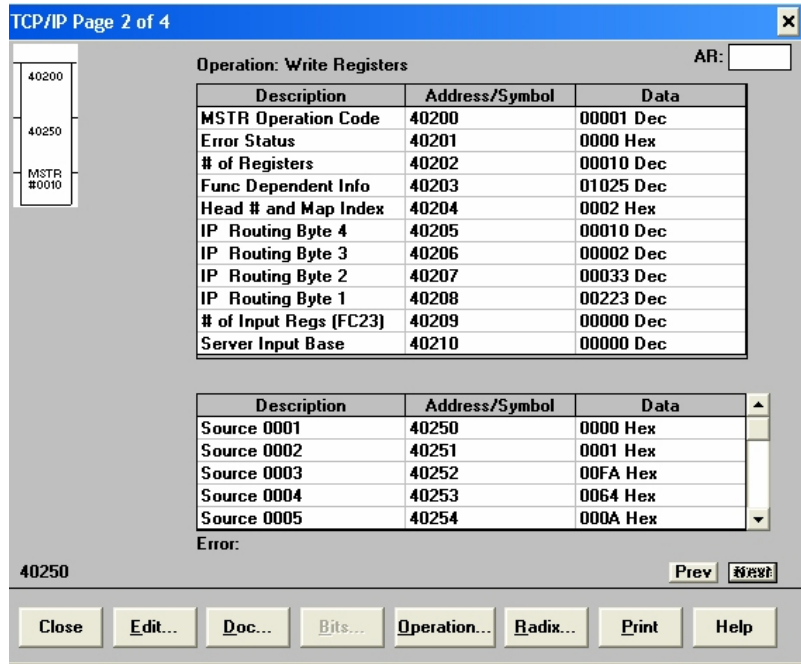 TCP/IP Page 2 of 4
40200
40250
MSTR
#0010
Operation: Write Registers
AR:
Description Address/Symbol Data
MSTR Operation Code 40200 00001 Dec
Error Status 40201 0000 Hex
# of Registers 40202 00010 Dec
Func Dependent Info 40203 01025 Dec
Head # and Map Index 40204 0002 Hex
IP Routing Byte 4 40205 00010 Dec
IP Routing Byte 3 40206 00002 Dec
IP Routing Byte 2 40207 00033 Dec
IP Routing Byte 1 40208 00223 Dec
# of Input Regs (FC23) 40209 00000 Dec
Server Input Base 40210 00000 Dec
Description Address/Symbol Data
Source 0001 40250 0000 Hex
Source 0002 40251 0001 Hex
Source 0003 40252 00FA Hex
Source 0004 40253 0064 Hex
Source 0005 40254 000A Hex
Error:
40250
Prev Next
Close Edit... Doc... Bits... Operation... Radix... Print Help